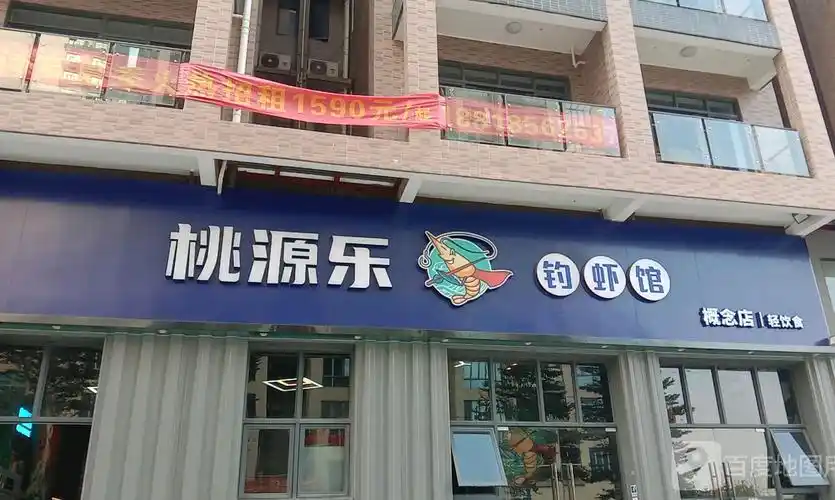 招租1590元/
桃源乐
钓虾馆
概念店|轻饮食
百度地图